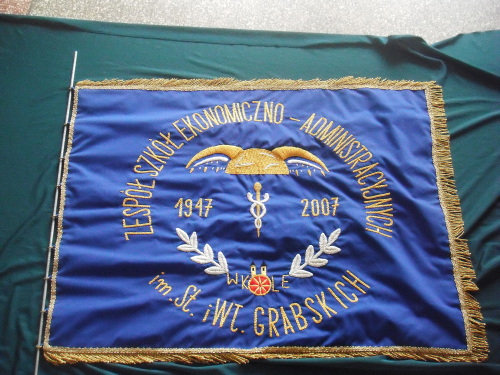 ZESPÓŁ SZKÓŁ EKONOMICZNO - ADMINISTRACYJNYCH
1947 2007
W KOLE
im. St. i Wł. GRABSKICH